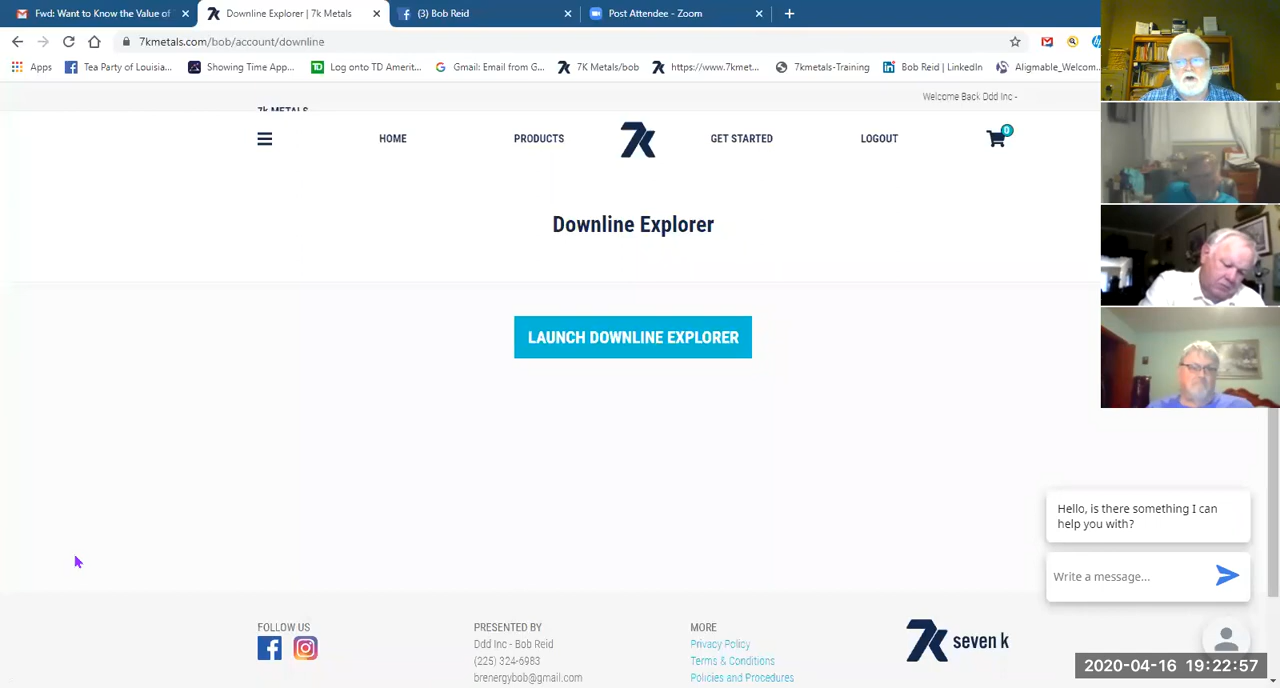 Fwd: Want to Know the Value of
Downline Explorer | 7k Metals
(3) Bob Reid
Post Attendee - Zoom
7kmetals.com/bob/account/downline
Apps
Tea Party of Louisia...
Showing Time App...
Log onto TD Amerit...
Gmail: Email from G...
7K Metals/bob
https://www.7kmet...
7kmetals-Training
Bob Reid | LinkedIn
Aligmable_Welcom...
Welcome Back Ddd Inc -
7K METALS
HOME
PRODUCTS
7k
GET STARTED
LOGOUT
0
Downline Explorer
LAUNCH DOWNLINE EXPLORER
Hello, is there something I can
help you with?
Write a message...
FOLLOW US
PRESENTED BY
Ddd Inc - Bob Reid
(225) 324-6983
brenergybob@gmail.com
MORE
Privacy Policy
Terms & Conditions
Policies and Procedures
7k seven k
2020-04-16 19:22:57